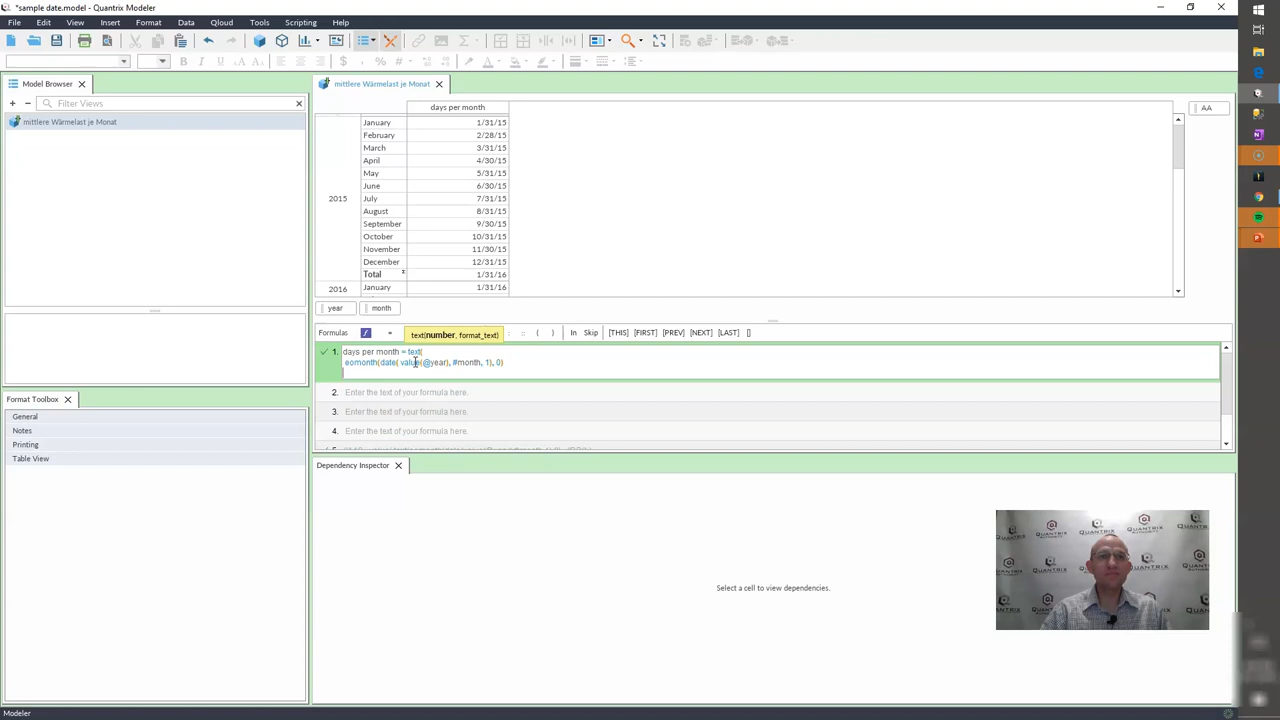 *sample date.model - Quantrix Modeler
File Edit View Insert Format Data Qloud Tools Scripting Help
Model Browser
Filter Views
mittlere Wärmelast je Monat
mittlere Wärmelast je Monat
AA
days per month
2015
January 1/31/15
February 2/28/15
March 3/31/15
April 4/30/15
May 5/31/15
June 6/30/15
July 7/31/15
August 8/31/15
September 9/30/15
October 10/31/15
November 11/30/15
December 12/31/15
Total 1/31/16
2016 January 1/31/16
year month
Formulas = text(number, format_text) : :: ( ) In Skip [THIS] [FIRST] [PREV] [NEXT] [LAST] []
1. days per month = text(
eomonth(date( value(@year), #month, 1), 0)
2. Enter the text of your formula here.
3. Enter the text of your formula here.
4. Enter the text of your formula here.
Format Toolbox
General
Notes
Printing
Table View
Dependency Inspector
Select a cell to view dependencies.
Modeler